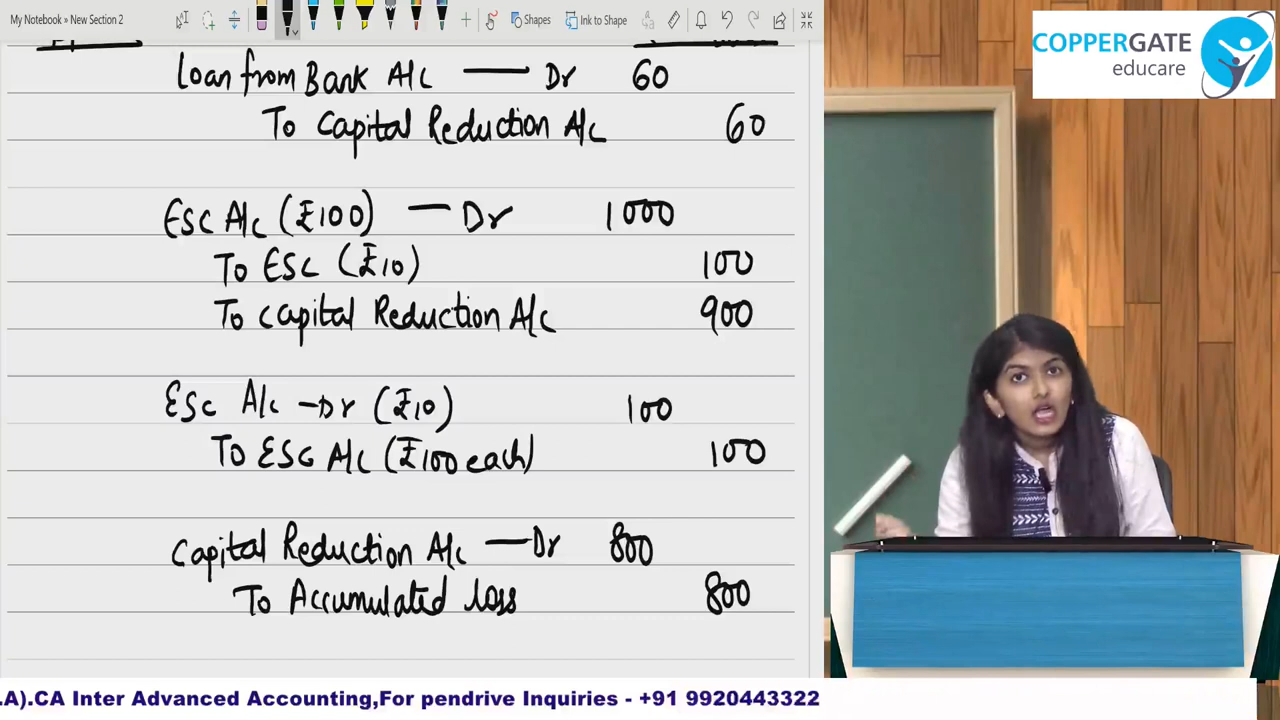 My Notebook » New Section 2
Shapes
Ink to Shape
COPPERGATE
educare
Loan from Bank A/c — Dr 60
To Capital Reduction A/c 60
ESC A/c (₹100) — Dr 1000
To ESC (₹10) 100
To Capital Reduction A/c 900
ESC A/c — Dr (₹10) 100
To ESC A/c (₹100 each) 100
Capital Reduction A/c — Dr 800
To Accumulated loss 800
.A).CA Inter Advanced Accounting,For pendrive Inquiries - +91 9920443322